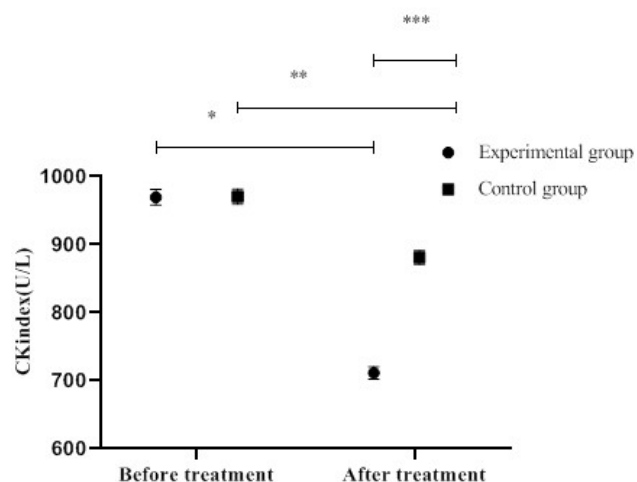 ***
**
*
Experimental group
Control group
1000
900
800
700
600
CKindex(U/L)
Before treatment
After treatment